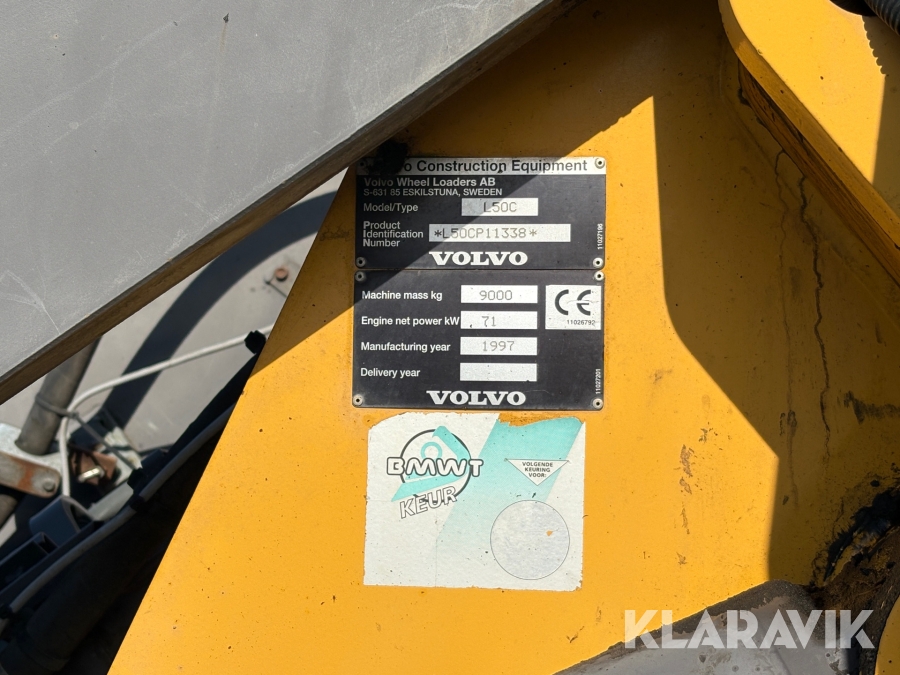 Construction Equipment
Volvo Wheel Loaders AB
S-631 85 ESKILSTUNA, SWEDEN
Model/Type L50C
Product
Identification *L50CP11338*
Number
11027196
VOLVO
Machine mass kg 9000
CE
Engine net power kW 71
11026792
Manufacturing year 1997
Delivery year
11027201
VOLVO
BMWT
KEUR
VOLGENDE
KEURING
VOOR:
KLARAVIK